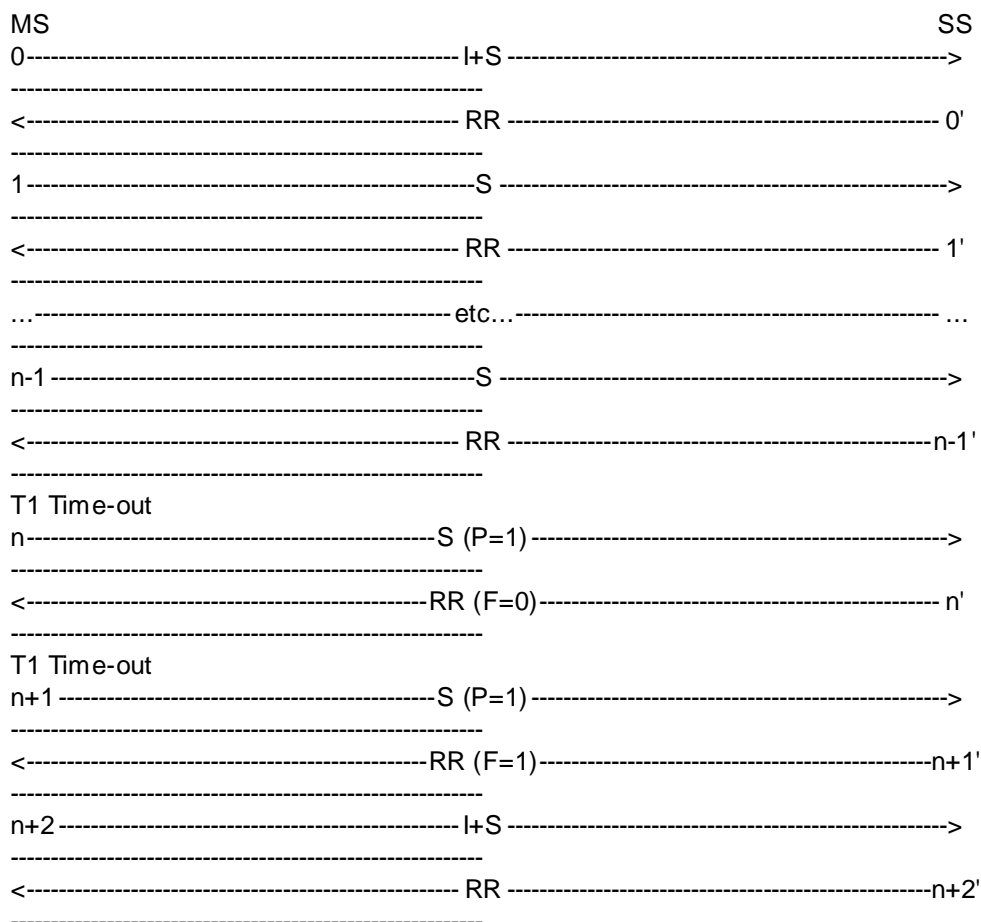 MS SS
0------------------------------------------------------ I+S ------------------------------------------------------->
-----------------------------------------------------------
<------------------------------------------------------ RR ------------------------------------------------------ 0'
-----------------------------------------------------------
1--------------------------------------------------------S -------------------------------------------------------->
-----------------------------------------------------------
<------------------------------------------------------ RR ------------------------------------------------------ 1'
-----------------------------------------------------------
…---------------------------------------------------- etc…----------------------------------------------------- …
-----------------------------------------------------------
n-1 -----------------------------------------------------S -------------------------------------------------------->
-----------------------------------------------------------
<------------------------------------------------------ RR -----------------------------------------------------n-1'
-----------------------------------------------------------
T1 Time-out
n---------------------------------------------------S (P=1) ---------------------------------------------------->
-----------------------------------------------------------
<--------------------------------------------------RR (F=0)-------------------------------------------------- n'
-----------------------------------------------------------
T1 Time-out
n+1 -----------------------------------------------S (P=1) ---------------------------------------------------->
-----------------------------------------------------------
<--------------------------------------------------RR (F=1)-------------------------------------------------n+1'
-----------------------------------------------------------
n+2 -------------------------------------------------- I+S ------------------------------------------------------->
-----------------------------------------------------------
<------------------------------------------------------ RR -----------------------------------------------------n+2'
-----------------------------------------------------------